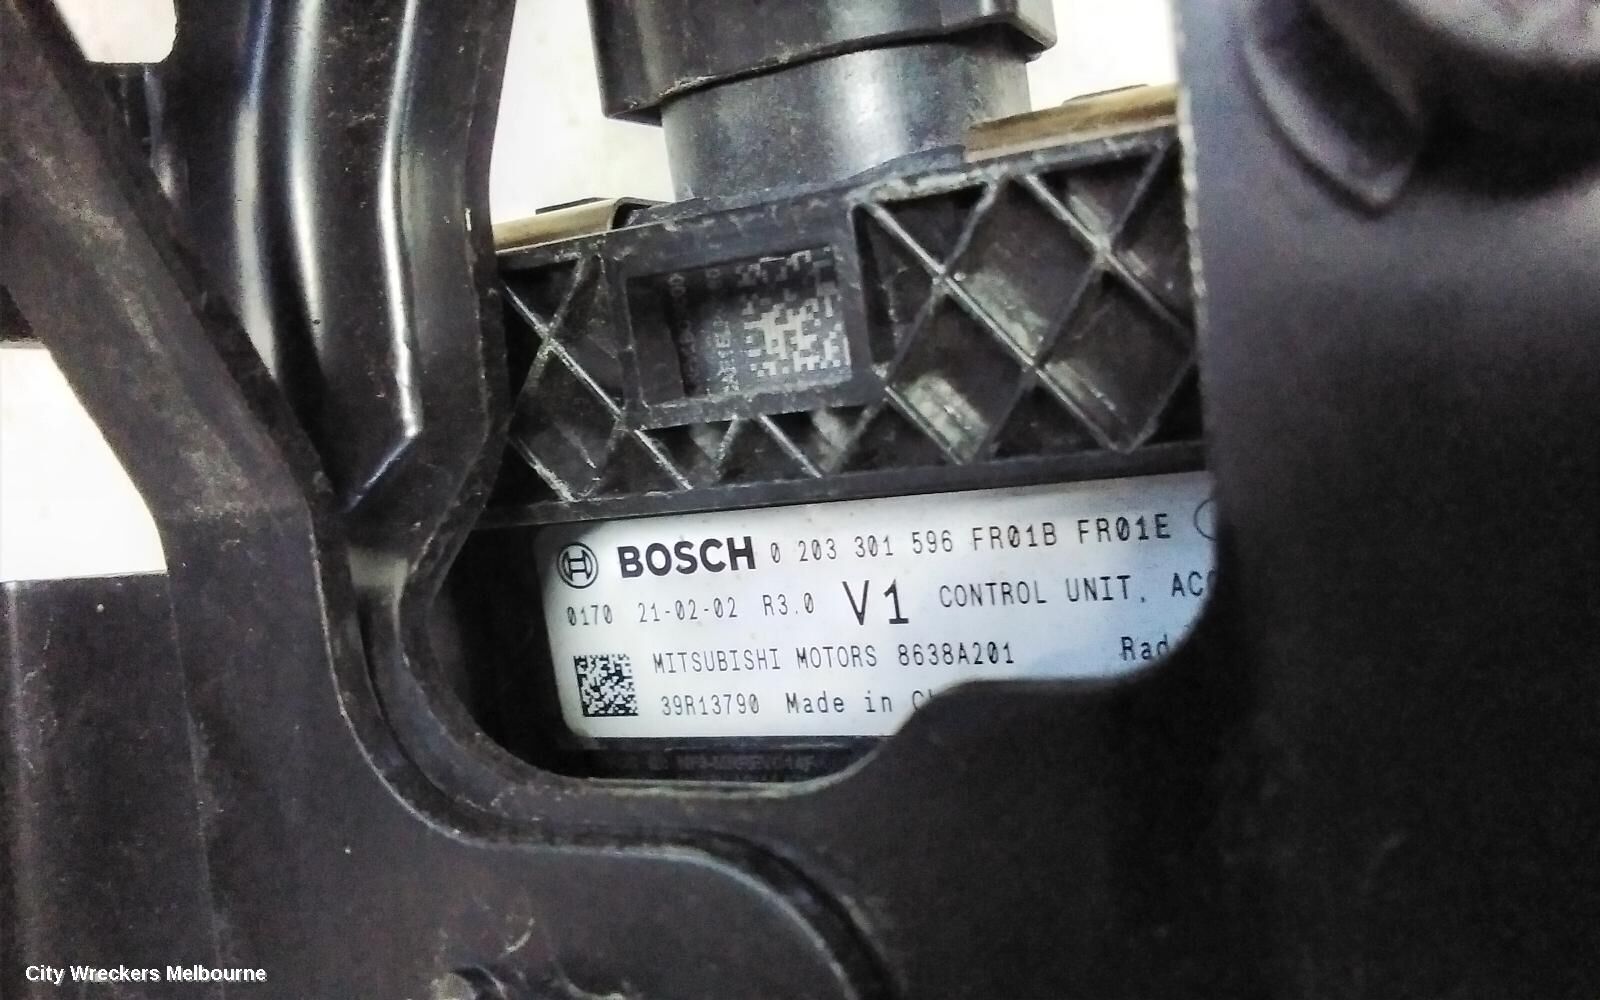 BOSCH 0 203 301 596 FR01B FR01E
0170 21-02-02 R3.0 V1 CONTROL UNIT, AC
MITSUBISHI MOTORS 8638A201 Rad
39R13790 Made in C
City Wreckers Melbourne